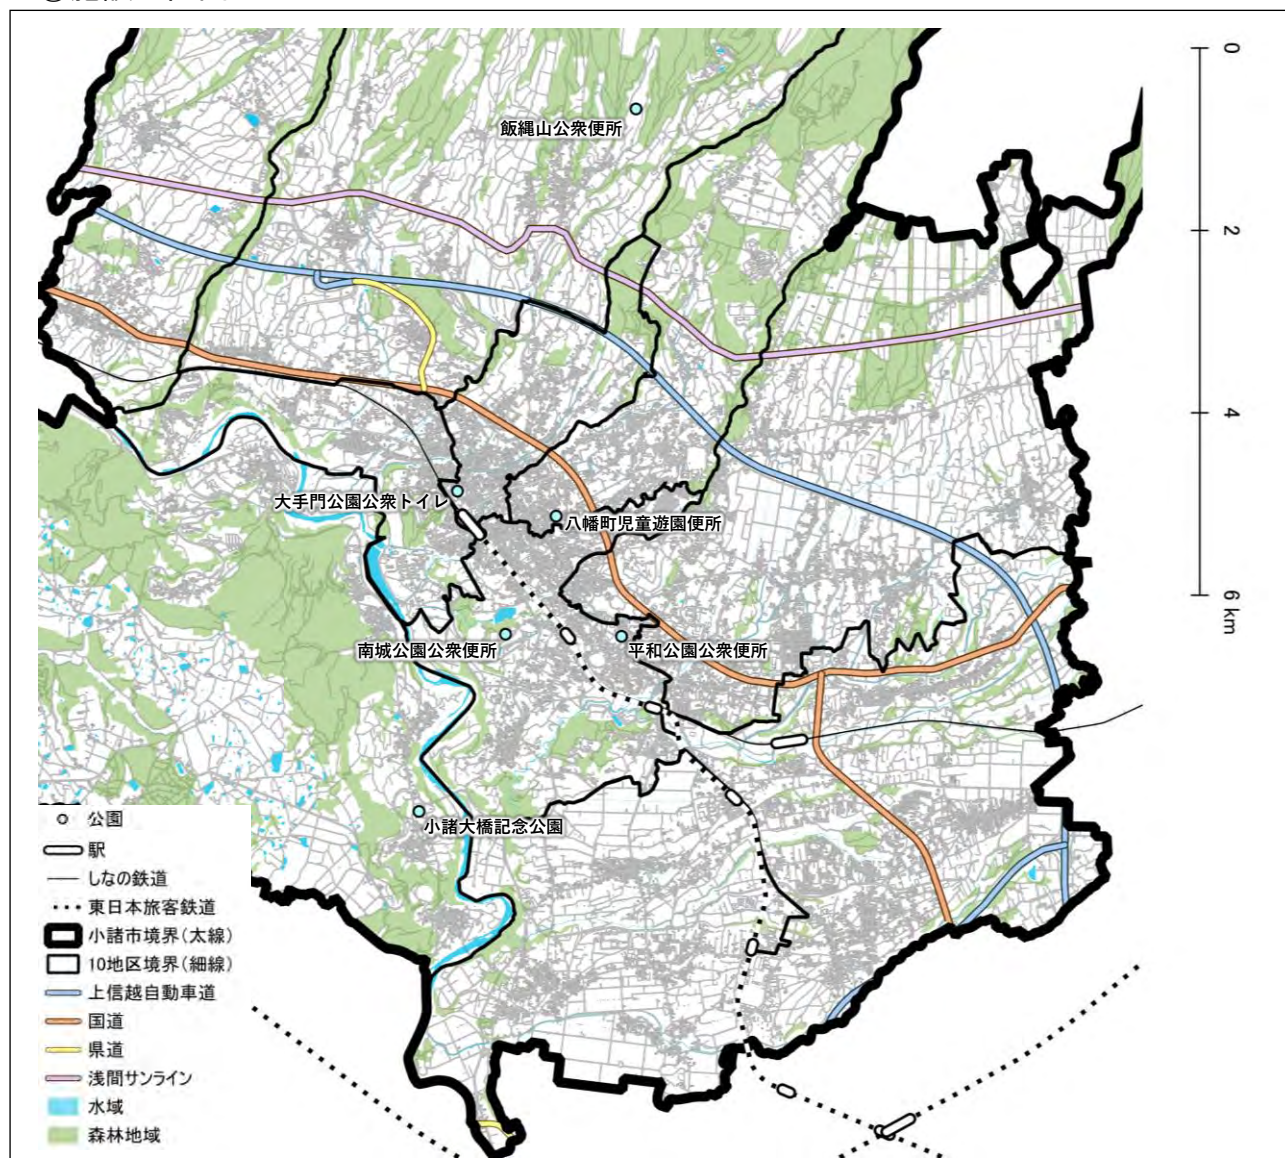 飯縄山公衆便所
大手門公園公衆トイレ
八幡町児童遊園便所
南城公園公衆便所
平和公園公衆便所
小諸大橋記念公園
0
2
4
6 km
公園
駅
しなの鉄道
東日本旅客鉄道
小諸市境界(太線)
10地区境界(細線)
上信越自動車道
国道
県道
浅間サンライン
水域
森林地域